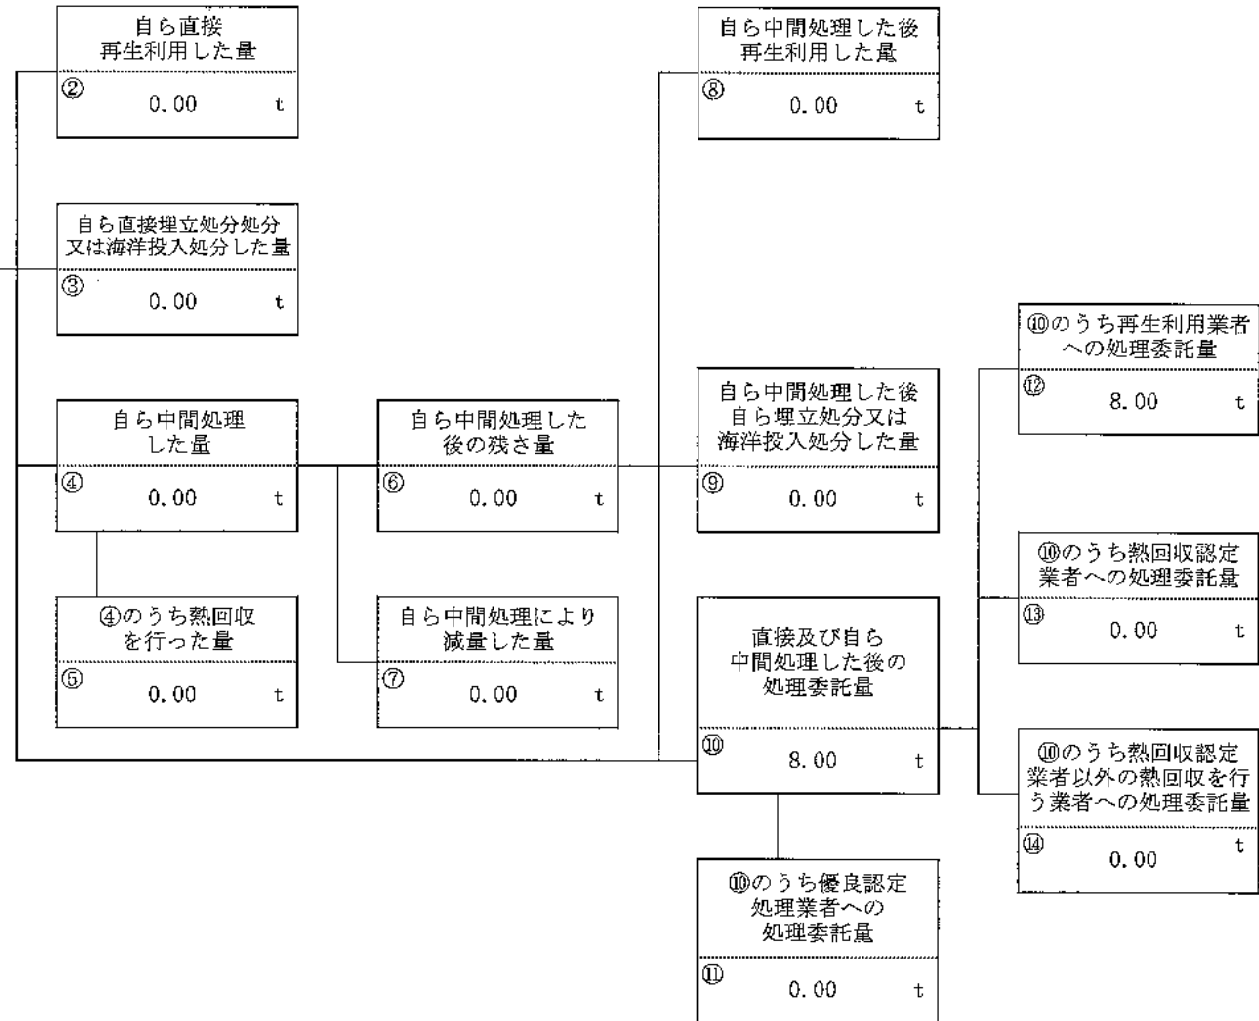 自ら直接
再生利用した量
② 0.00 t
自ら直接埋立処分処分
又は海洋投入処分した量
③ 0.00 t
自ら中間処理
した量
④ 0.00 t
④のうち熱回収
を行った量
⑤ 0.00 t
自ら中間処理した
後の残さ量
⑥ 0.00 t
自ら中間処理により
減量した量
⑦ 0.00 t
自ら中間処理した後
再生利用した量
⑧ 0.00 t
自ら中間処理した後
自ら埋立処分又は
海洋投入処分した量
⑨ 0.00 t
直接及び自ら
中間処理した後の
処理委託量
⑩ 8.00 t
⑩のうち優良認定
処理業者への
処理委託量
⑪ 0.00 t
⑩のうち再生利用業者
への処理委託量
⑫ 8.00 t
⑩のうち熱回収認定
業者への処理委託量
⑬ 0.00 t
⑩のうち熱回収認定
業者以外の熱回収を行
う業者への処理委託量
⑭ 0.00 t